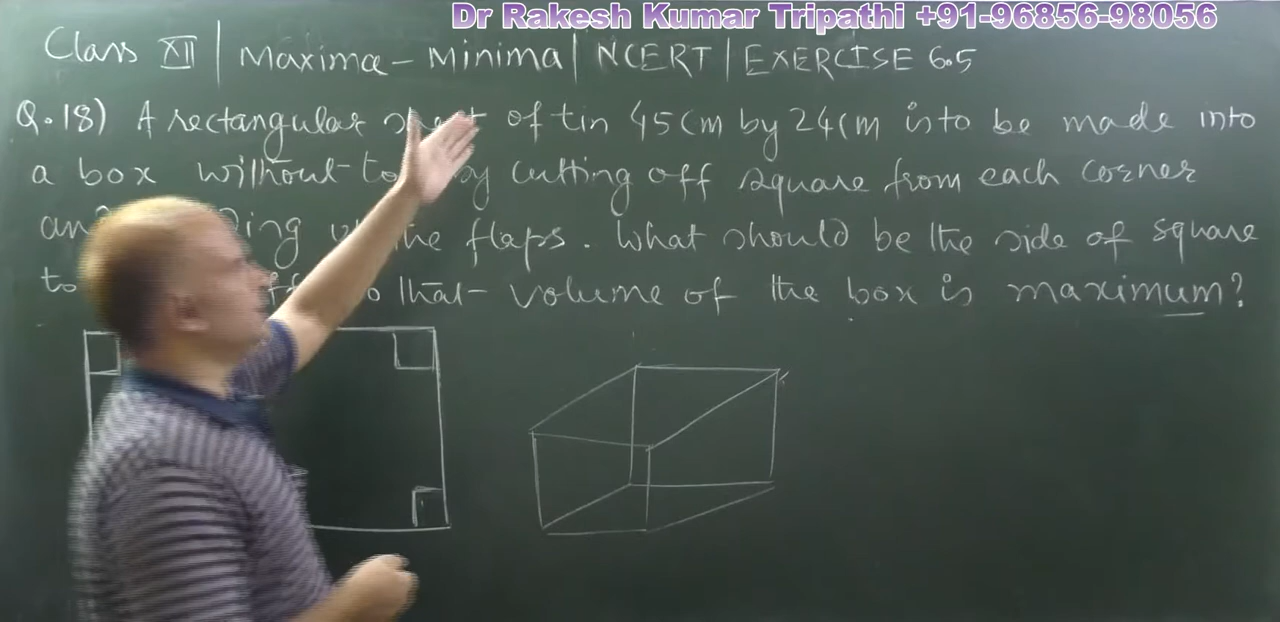 Dr Rakesh Kumar Tripathi +91-96856-98056
Class XII | Maxima - Minima | NCERT | EXERCISE 6.5
Q.18) A rectangular of tin 45cm by 24cm is to be made into
a box without cutting off square from each corner
flaps. What should be the side of square
to that volume of the box is maximum?